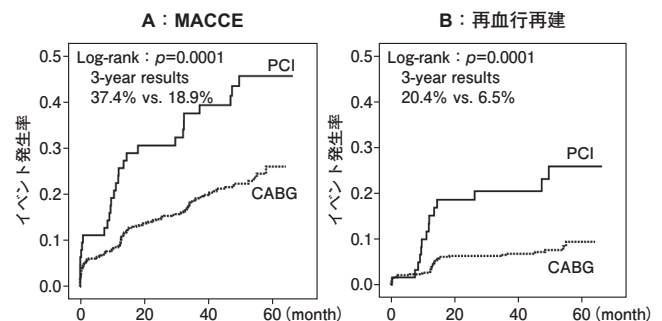 A：MACCE
イベント発生率
0.5
0.4
0.3
0.2
0.1
0.0
Log-rank：p=0.0001
3-year results
37.4% vs. 18.9%
PCI
CABG
0 20 40 60 (month)
B：再血行再建
イベント発生率
0.5
0.4
0.3
0.2
0.1
0.0
Log-rank：p=0.0001
3-year results
20.4% vs. 6.5%
PCI
CABG
0 20 40 60 (month)